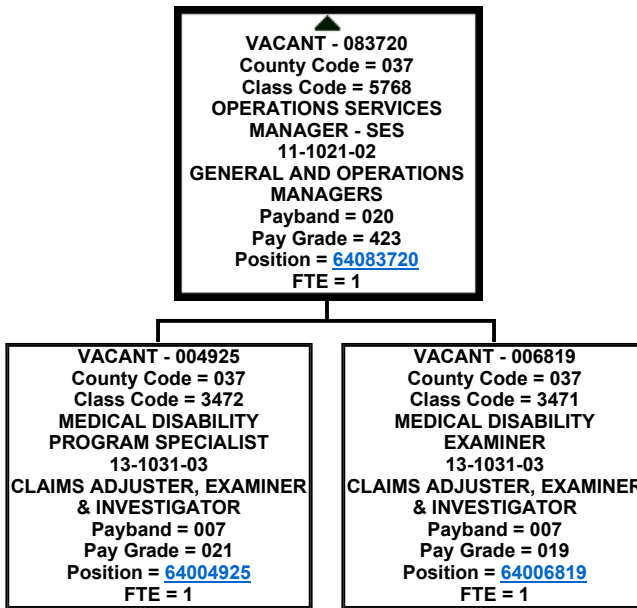 VACANT - 083720
County Code = 037
Class Code = 5768
OPERATIONS SERVICES
MANAGER - SES
11-1021-02
GENERAL AND OPERATIONS
MANAGERS
Payband = 020
Pay Grade = 423
Position = 64083720
FTE = 1
VACANT - 004925
County Code = 037
Class Code = 3472
MEDICAL DISABILITY
PROGRAM SPECIALIST
13-1031-03
CLAIMS ADJUSTER, EXAMINER
& INVESTIGATOR
Payband = 007
Pay Grade = 021
Position = 64004925
FTE = 1
VACANT - 006819
County Code = 037
Class Code = 3471
MEDICAL DISABILITY
EXAMINER
13-1031-03
CLAIMS ADJUSTER, EXAMINER
& INVESTIGATOR
Payband = 007
Pay Grade = 019
Position = 64006819
FTE = 1